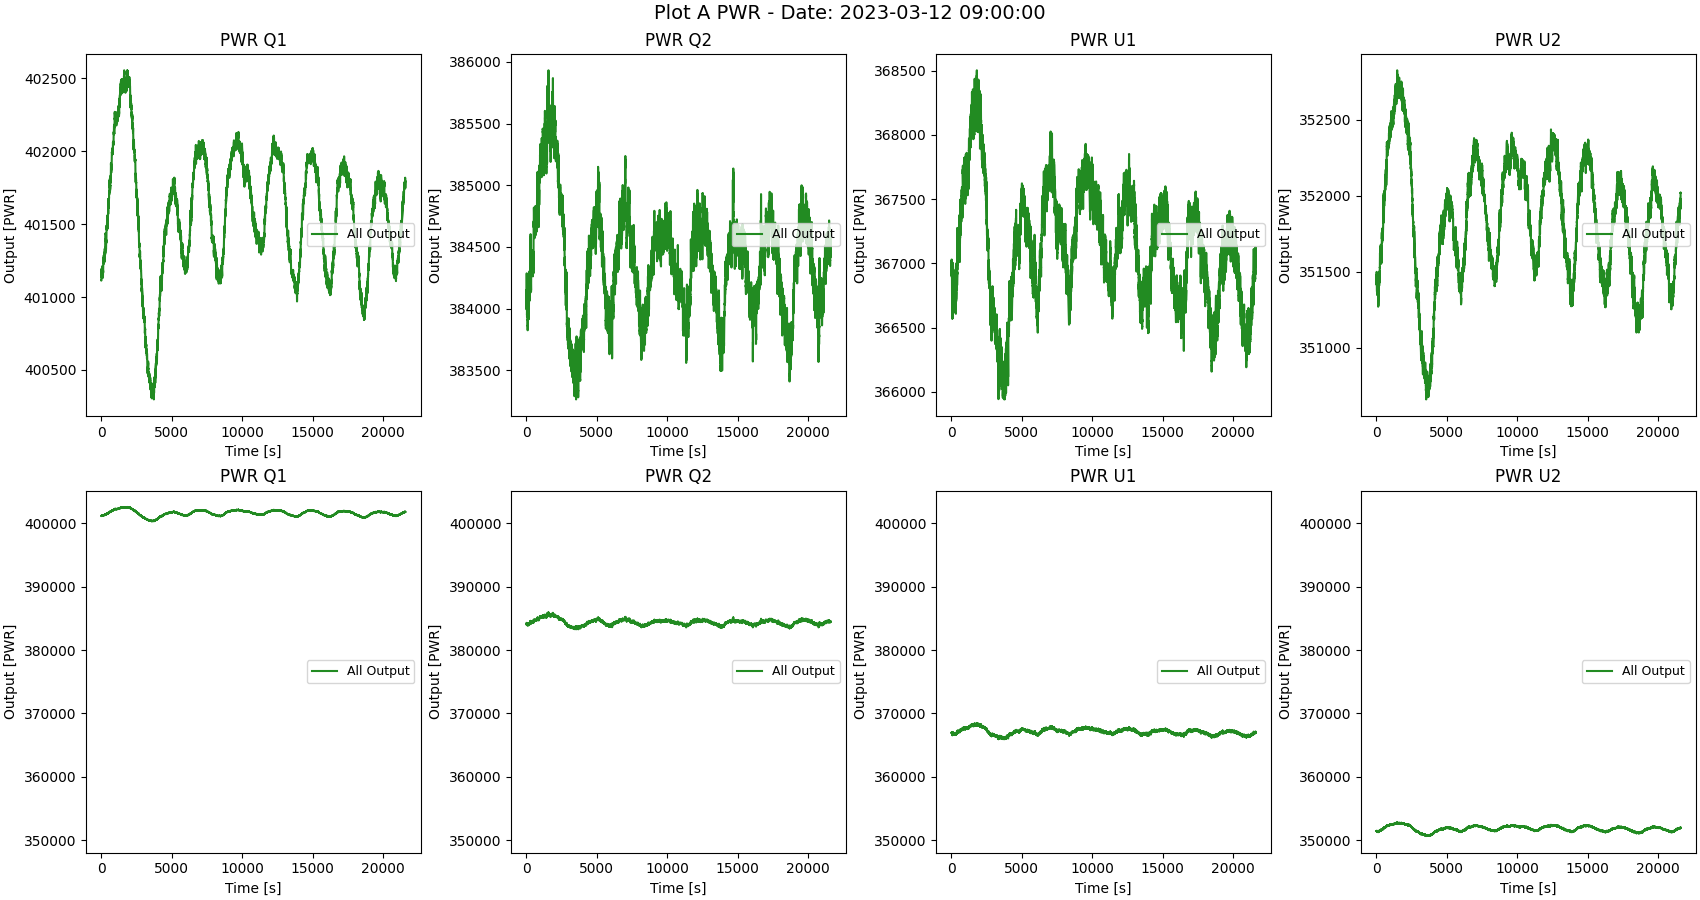 Plot A PWR - Date: 2023-03-12 09:00:00
PWR Q1
Output [PWR]
402500
402000
401500
401000
400500
All Output
0 5000 10000 15000 20000
Time [s]
PWR Q2
Output [PWR]
386000
385500
385000
384500
384000
383500
All Output
0 5000 10000 15000 20000
Time [s]
PWR U1
Output [PWR]
368500
368000
367500
367000
366500
366000
All Output
0 5000 10000 15000 20000
Time [s]
PWR U2
Output [PWR]
352500
352000
351500
351000
All Output
0 5000 10000 15000 20000
Time [s]
PWR Q1
Output [PWR]
400000
390000
380000
370000
360000
350000
All Output
0 5000 10000 15000 20000
Time [s]
PWR Q2
Output [PWR]
400000
390000
380000
370000
360000
350000
All Output
0 5000 10000 15000 20000
Time [s]
PWR U1
Output [PWR]
400000
390000
380000
370000
360000
350000
All Output
0 5000 10000 15000 20000
Time [s]
PWR U2
Output [PWR]
400000
390000
380000
370000
360000
350000
All Output
0 5000 10000 15000 20000
Time [s]